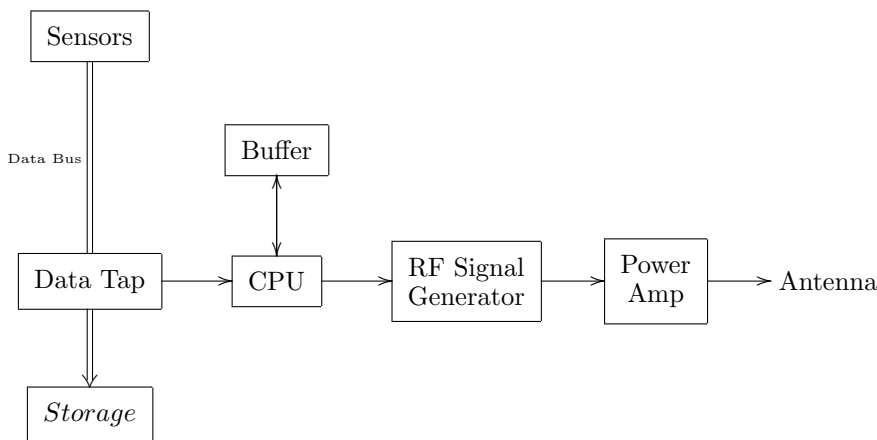 Sensors
Data Bus
Buffer
Data Tap
CPU
RF Signal
Generator
Power
Amp
Antenna
Storage